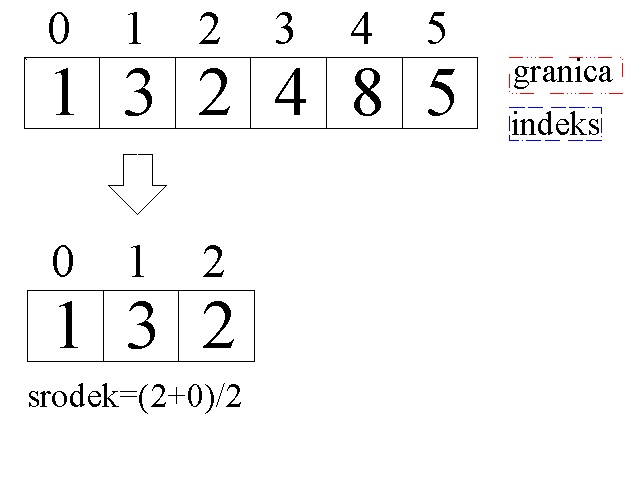 0 1 2 3 4 5
1 3 2 4 8 5
granica
indeks
0 1 2
1 3 2
srodek=(2+0)/2